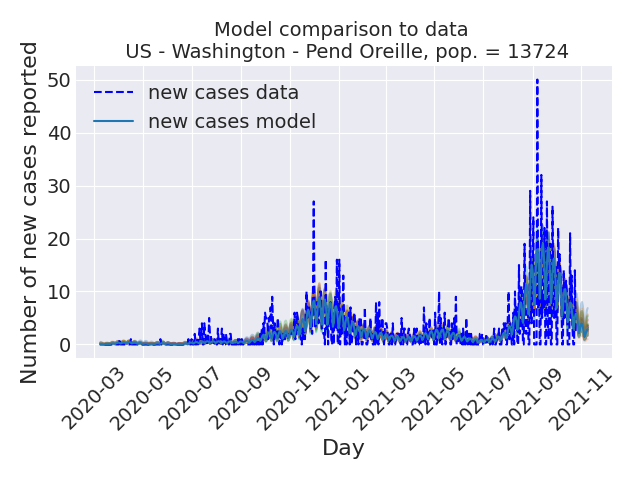 Model comparison to data
US - Washington - Pend Oreille, pop. = 13724
Number of new cases reported
50
40
30
20
10
0
new cases data
new cases model
2020-03
2020-05
2020-07
2020-09
2020-11
2021-01
2021-03
2021-05
2021-07
2021-09
2021-11
Day